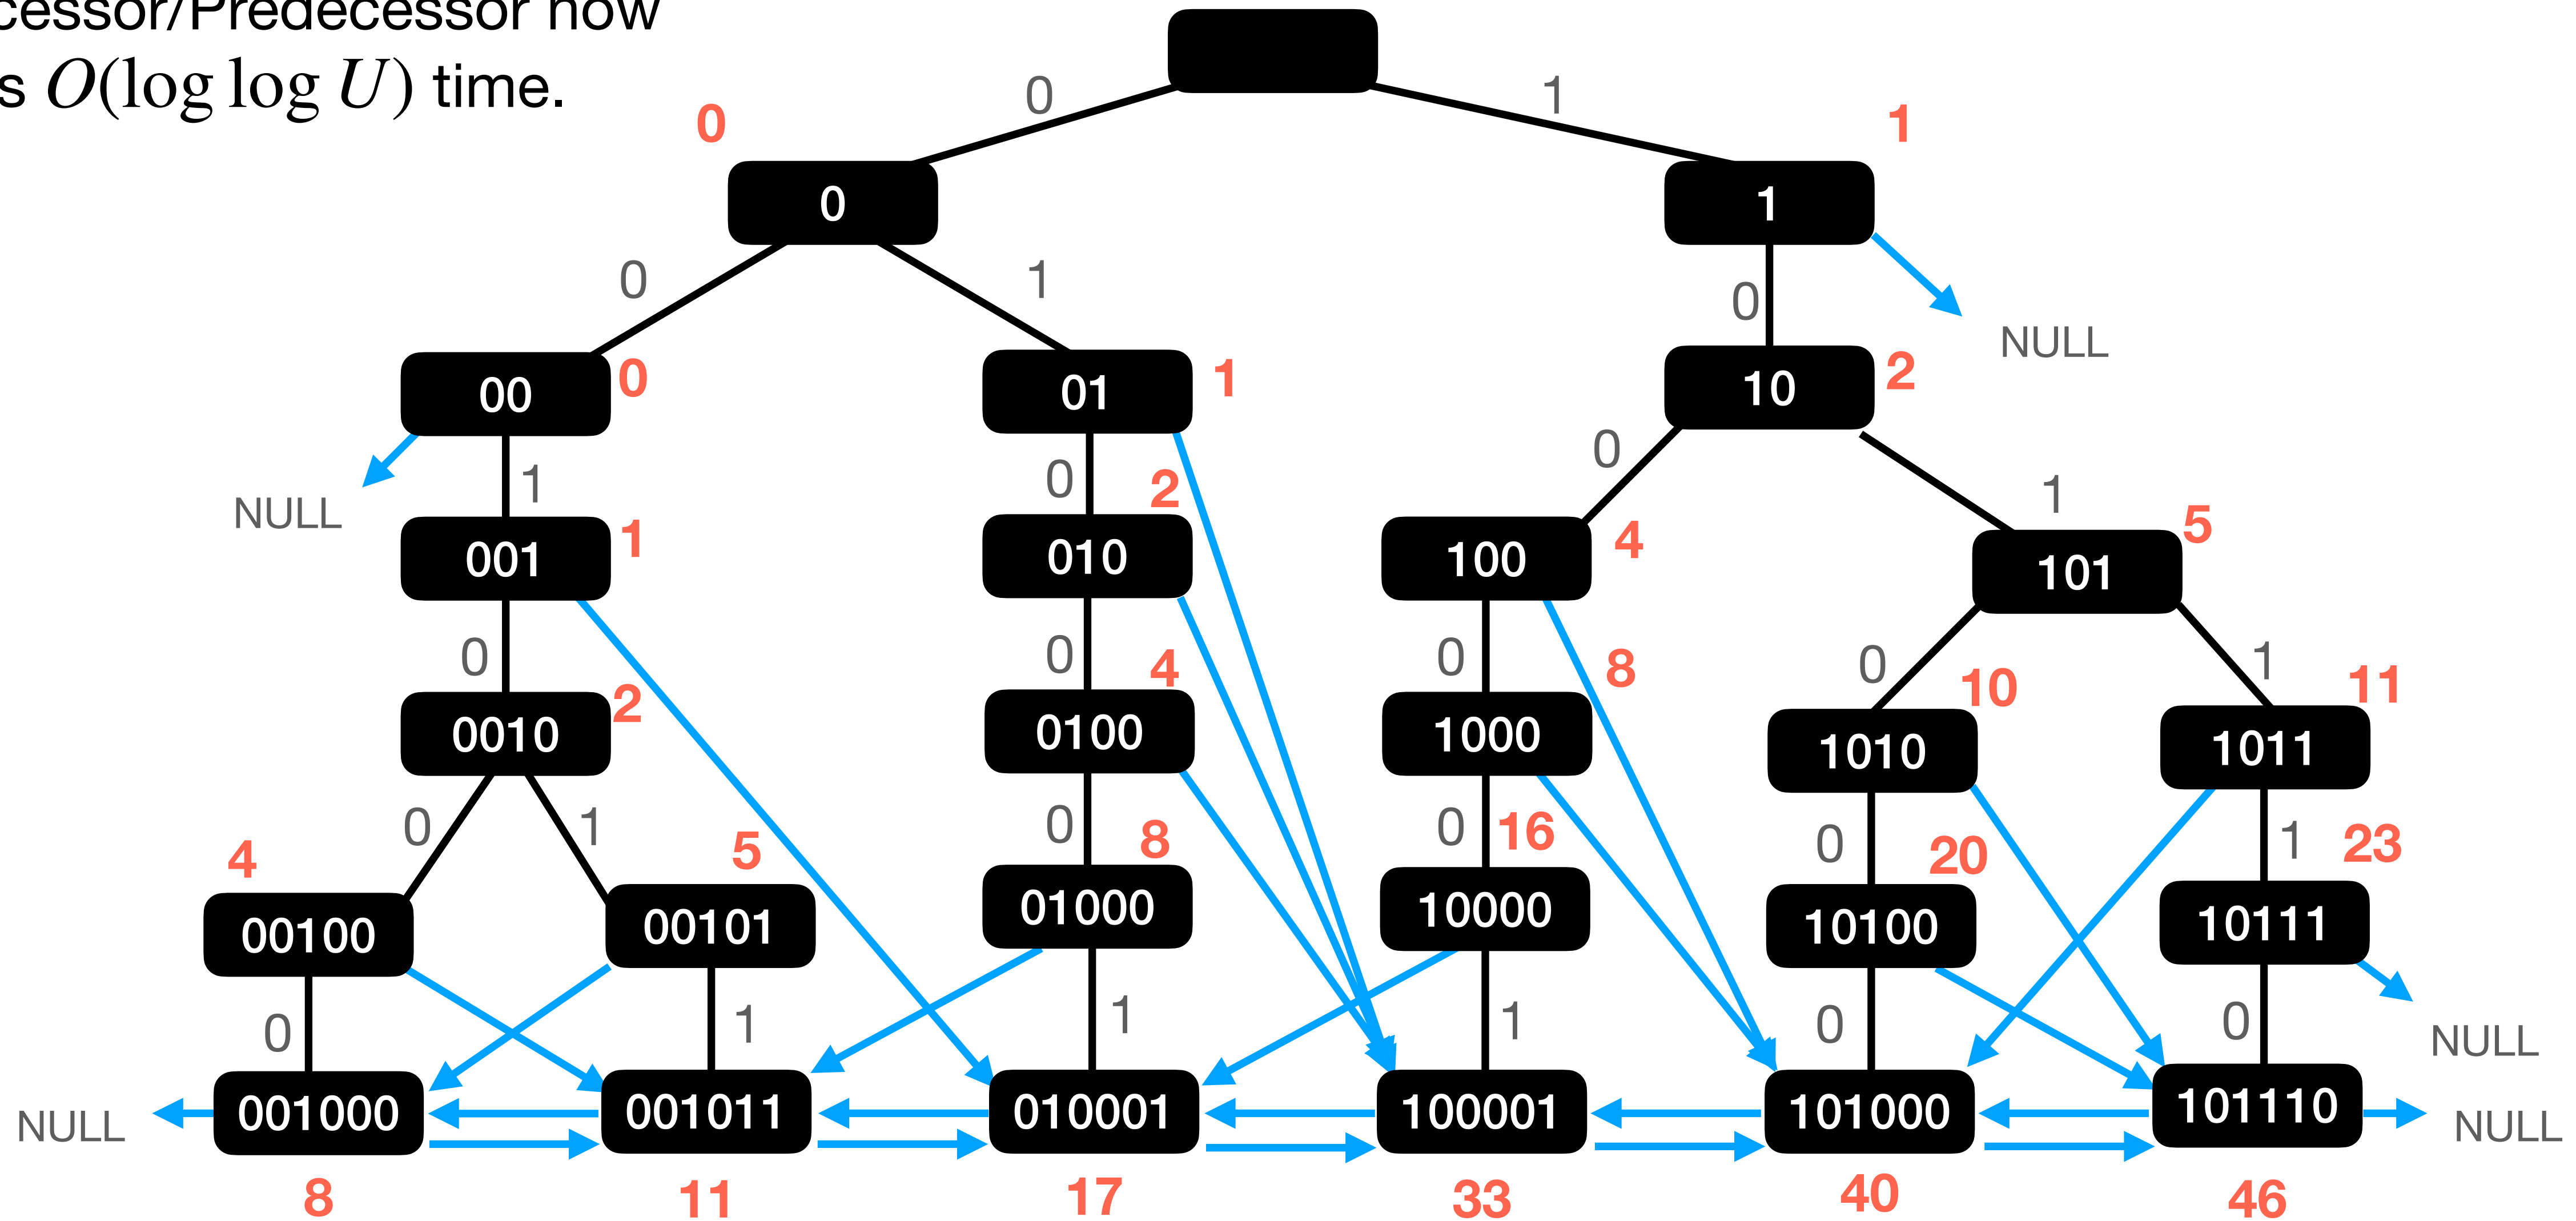 cessor/Predecessor now
s O(log log U) time.
0 1
0 1
0 1
0 1 0
NULL
00 0 01 1 10 2
NULL
1 0 2 0 1
001 1 010 100 4 101 5
0 0 4 0 8 0 10 1 11
0010 2 0100 1000 1010 1011
0 1 0 8 0 16 0 20 1 23
4 5
00100 00101 01000 10000 10100 10111
0 1 1 1 0 0
NULL
NULL 001000 001011 010001 100001 101000 101110 NULL
8 11 17 33 40 46